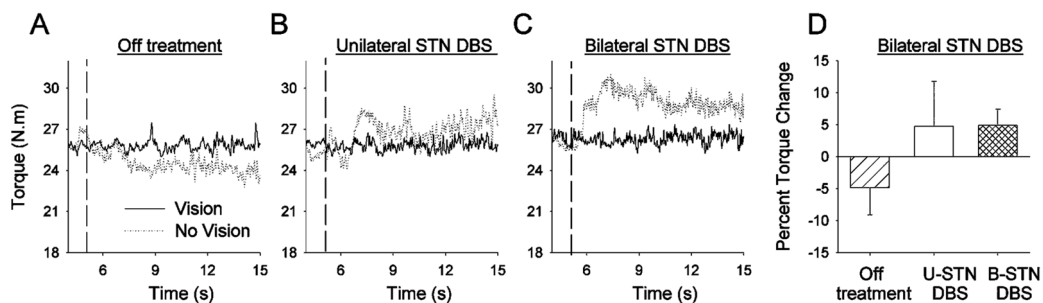 A
Off treatment
B
Unilateral STN DBS
C
Bilateral STN DBS
D
Bilateral STN DBS
Torque (N.m)
30
27
24
21
18
Vision
No Vision
6 9 12 15
Time (s)
30
27
24
21
18
6 9 12 15
Time (s)
30
27
24
21
18
6 9 12 15
Time (s)
Percent Torque Change
15
10
5
0
-5
-10
-15
Off
treatment
U-STN
DBS
B-STN
DBS